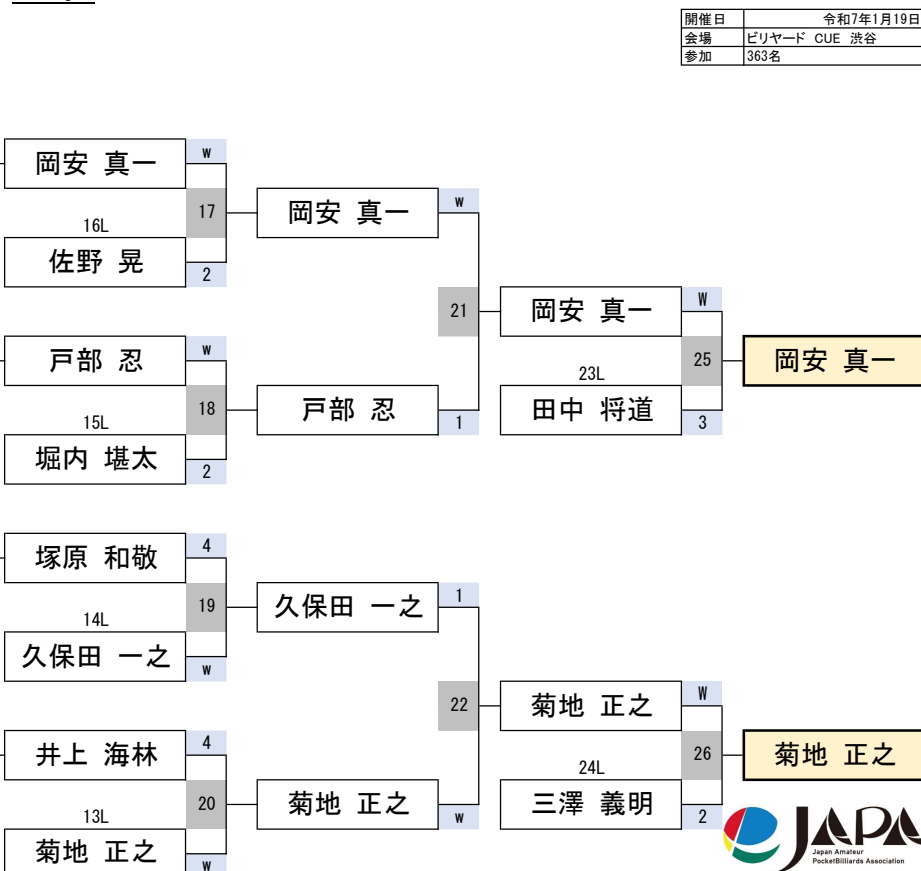 開催日 令和7年1月19日
会場 ビリヤード CUE 渋谷
参加 363名
岡安 真一 W
17
16L
佐野 晃 2
岡安 真一 W
戸部 忍 W
18
15L
堀内 堪太 2
戸部 忍 1
21
岡安 真一 W
25
23L
田中 将道 3
岡安 真一
塚原 和敬 4
19
14L
久保田 一之 W
久保田 一之 1
井上 海林 4
20
13L
菊地 正之 W
菊地 正之 W
22
菊地 正之 W
26
24L
三澤 義明 2
菊地 正之
JAPA
Japan Amateur
PocketBilliards Association